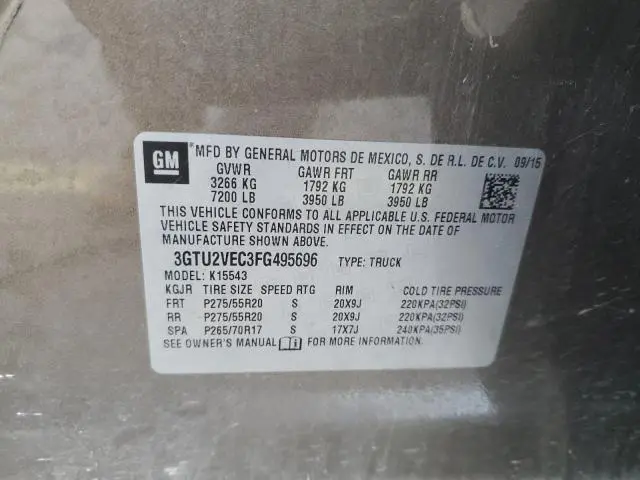 GM MFD BY GENERAL MOTORS DE MEXICO, S. DE R.L. DE C.V. 09/15
GVWR GAWR FRT GAWR RR
3266 KG 1792 KG 1792 KG
7200 LB 3950 LB 3950 LB
THIS VEHICLE CONFORMS TO ALL APPLICABLE U.S. FEDERAL MOTOR
VEHICLE SAFETY STANDARDS IN EFFECT ON THE DATE OF
MANUFACTURE SHOWN ABOVE.
3GTU2VEC3FG495696 TYPE: TRUCK
MODEL: K15543
KGJR TIRE SIZE SPEED RTG RIM COLD TIRE PRESSURE
FRT P275/55R20 S 20X9J 220KPA(32PSI)
RR P275/55R20 S 20X9J 220KPA(32PSI)
SPA P265/70R17 S 17X7J 240KPA(35PSI)
SEE OWNER'S MANUAL FOR MORE INFORMATION.